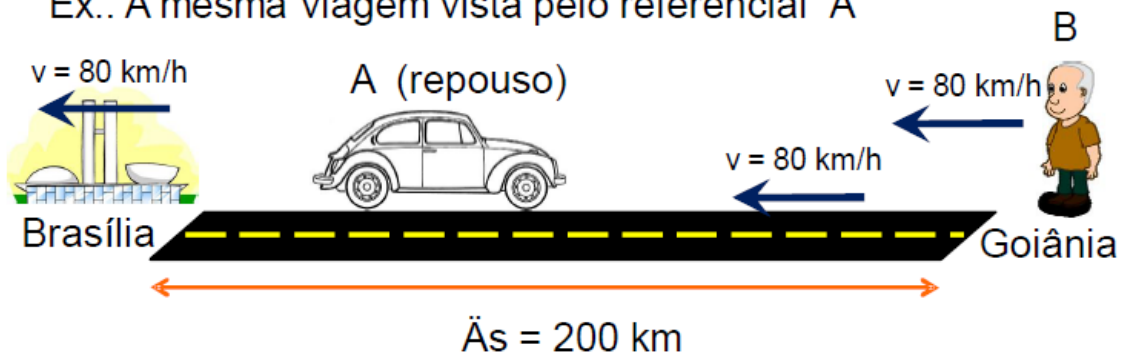 Ex.: A mesma viagem vista pelo referencial A
B
v = 80 km/h
A (repouso)
v = 80 km/h
v = 80 km/h
Brasília
Goiânia
Äs = 200 km